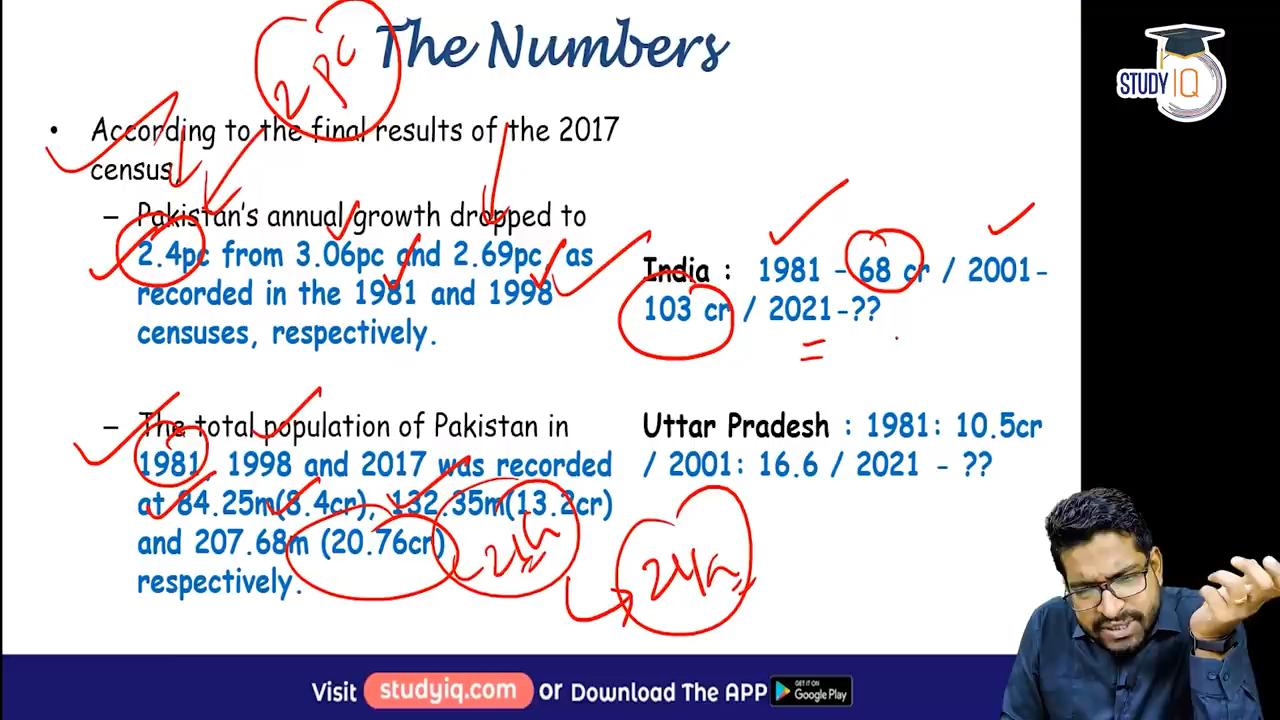 The Numbers
2 pc
STUDY IQ
• According to the final results of the 2017
census,
– Pakistan's annual growth dropped to
2.4pc from 3.06pc and 2.69pc, as
recorded in the 1981 and 1998
censuses, respectively.
– The total population of Pakistan in
1981, 1998 and 2017 was recorded
at 84.25m(8.4cr), 132.35m(13.2cr)
and 207.68m (20.76cr)
respectively.
India : 1981 – 68 cr / 2001-
103 cr / 2021-??
Uttar Pradesh : 1981: 10.5cr
/ 2001: 16.6 / 2021 - ??
Visit studyiq.com or Download The APP
GET IT ON
Google Play